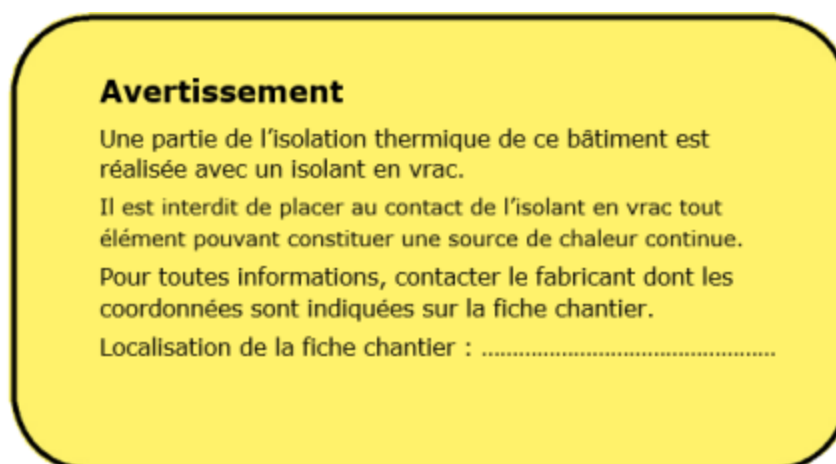 Avertissement
Une partie de l’isolation thermique de ce bâtiment est
réalisée avec un isolant en vrac.
Il est interdit de placer au contact de l’isolant en vrac tout
élément pouvant constituer une source de chaleur continue.
Pour toutes informations, contacter le fabricant dont les
coordonnées sont indiquées sur la fiche chantier.
Localisation de la fiche chantier : ................................................